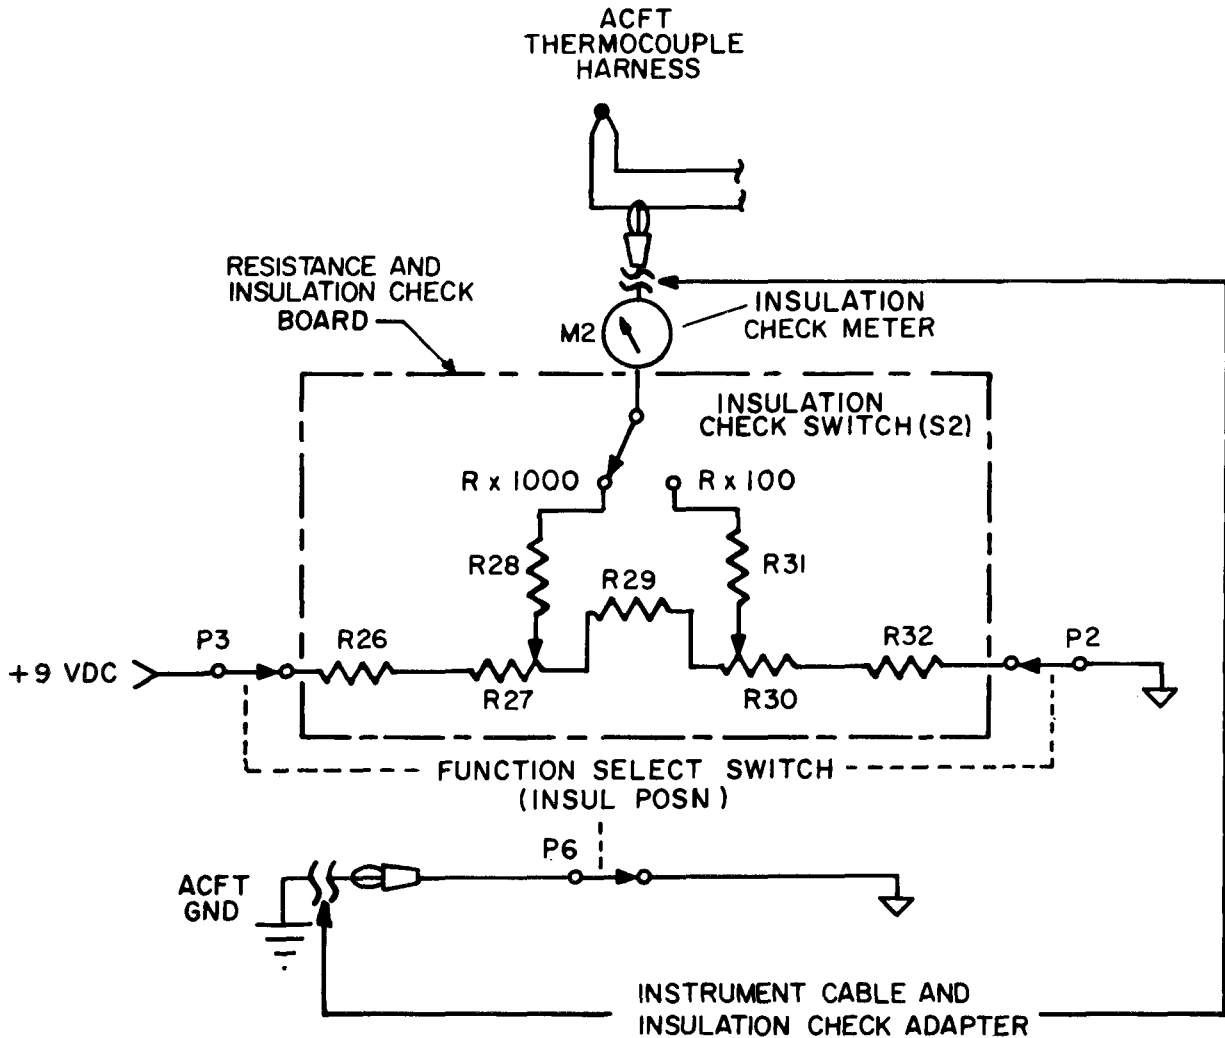 ACFT
THERMOCOUPLE
HARNESS
RESISTANCE AND
INSULATION CHECK
BOARD
M2
INSULATION
CHECK METER
INSULATION
CHECK SWITCH (S2)
R x 1000
R x 100
R28
R29
R31
P3
R26
R32
P2
+9 VDC
R27
R30
FUNCTION SELECT SWITCH
(INSUL POSN)
P6
ACFT
GND
INSTRUMENT CABLE AND
INSULATION CHECK ADAPTER